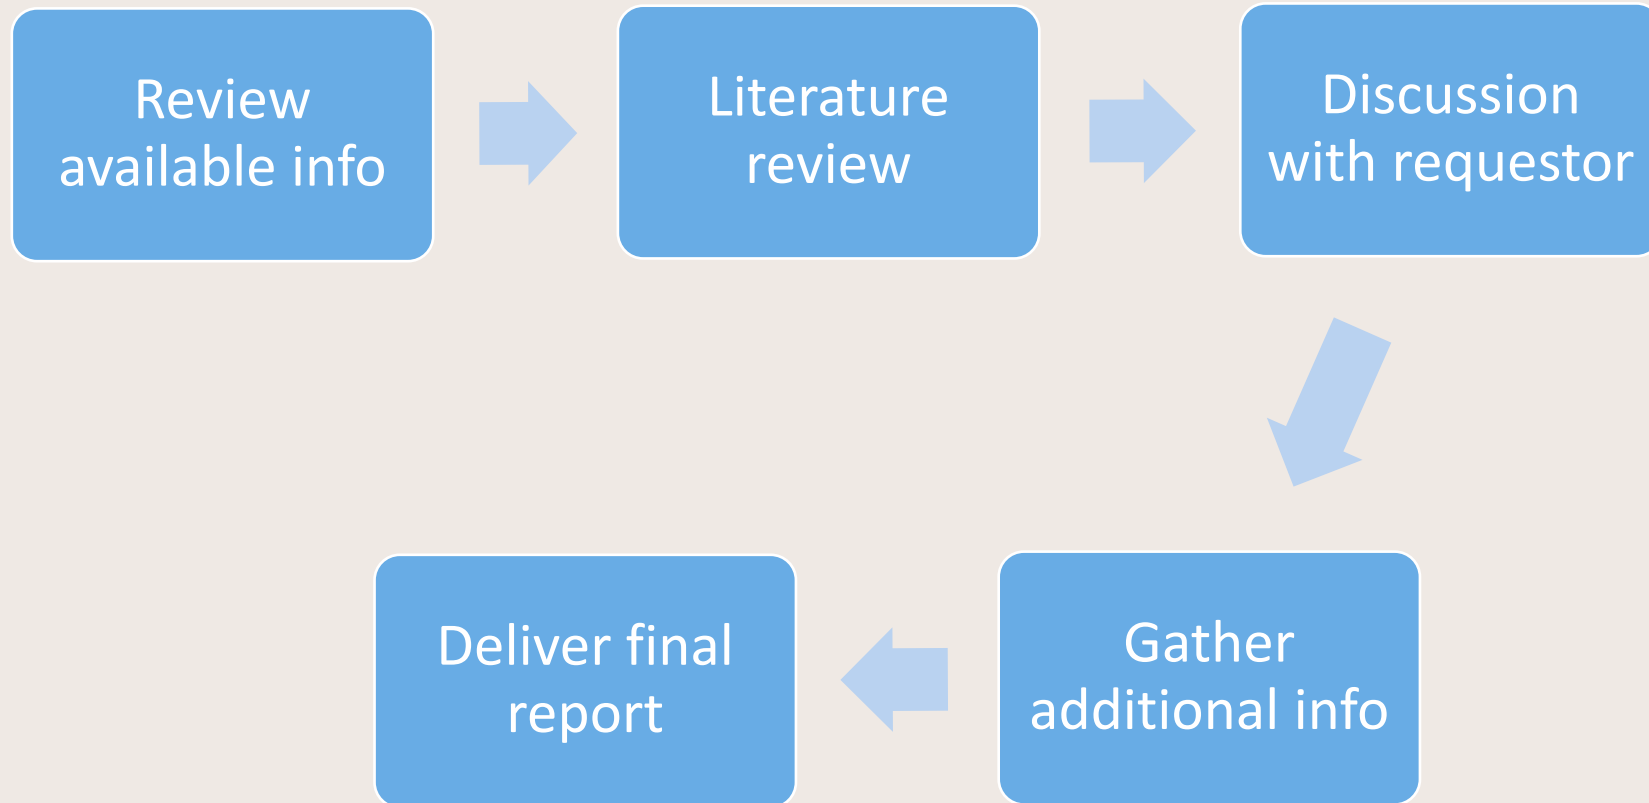 Review
available info
Literature
review
Discussion
with requestor
Gather
additional info
Deliver final
report